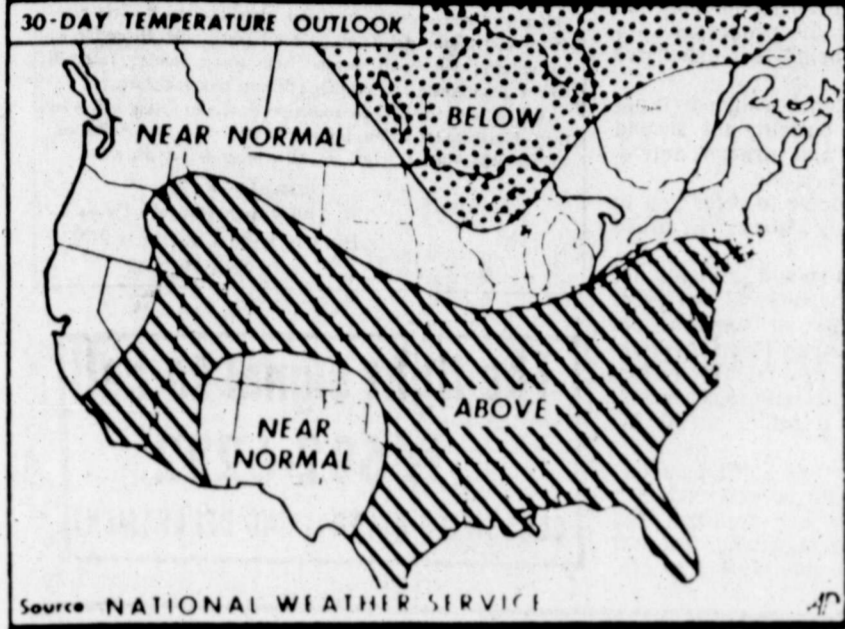 30-DAY TEMPERATURE OUTLOOK
BELOW
NEAR NORMAL
ABOVE
NEAR
NORMAL
Source NATIONAL WEATHER SERVICE
AP